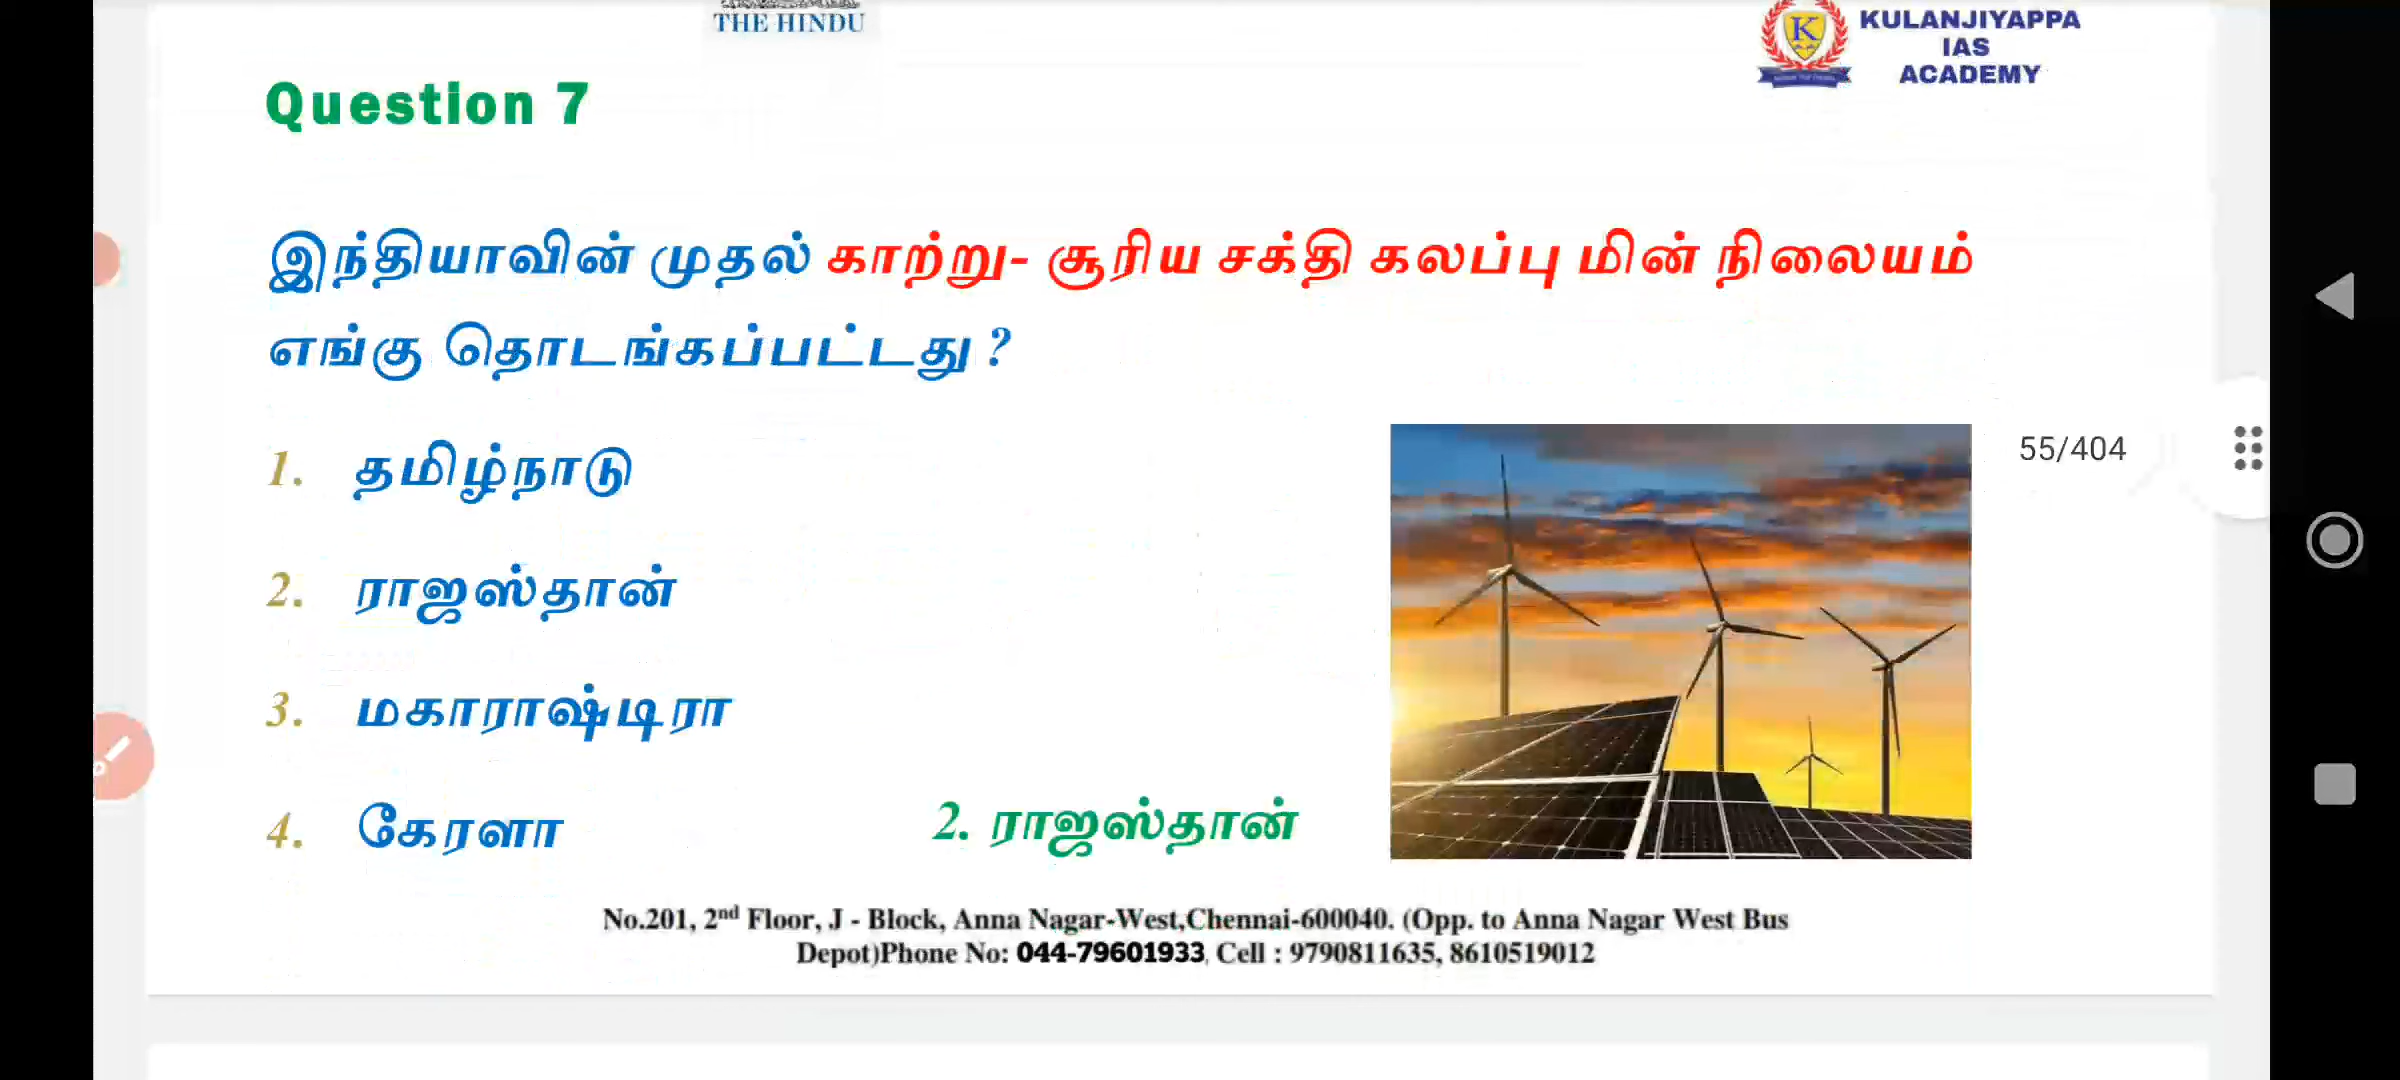 THE HINDU
KULANJIYAPPA
IAS
ACADEMY
Question 7
இந்தியாவின் முதல் காற்று- சூரிய சக்தி கலப்பு மின் நிலையம்
எங்கு தொடங்கப்பட்டது ?
1. தமிழ்நாடு
55/404
2. ராஜஸ்தான்
3. மகாராஷ்டிரா
4. கேரளா
2. ராஜஸ்தான்
No.201, 2nd Floor, J - Block, Anna Nagar-West,Chennai-600040. (Opp. to Anna Nagar West Bus
Depot)Phone No: 044-79601933, Cell : 9790811635, 8610519012